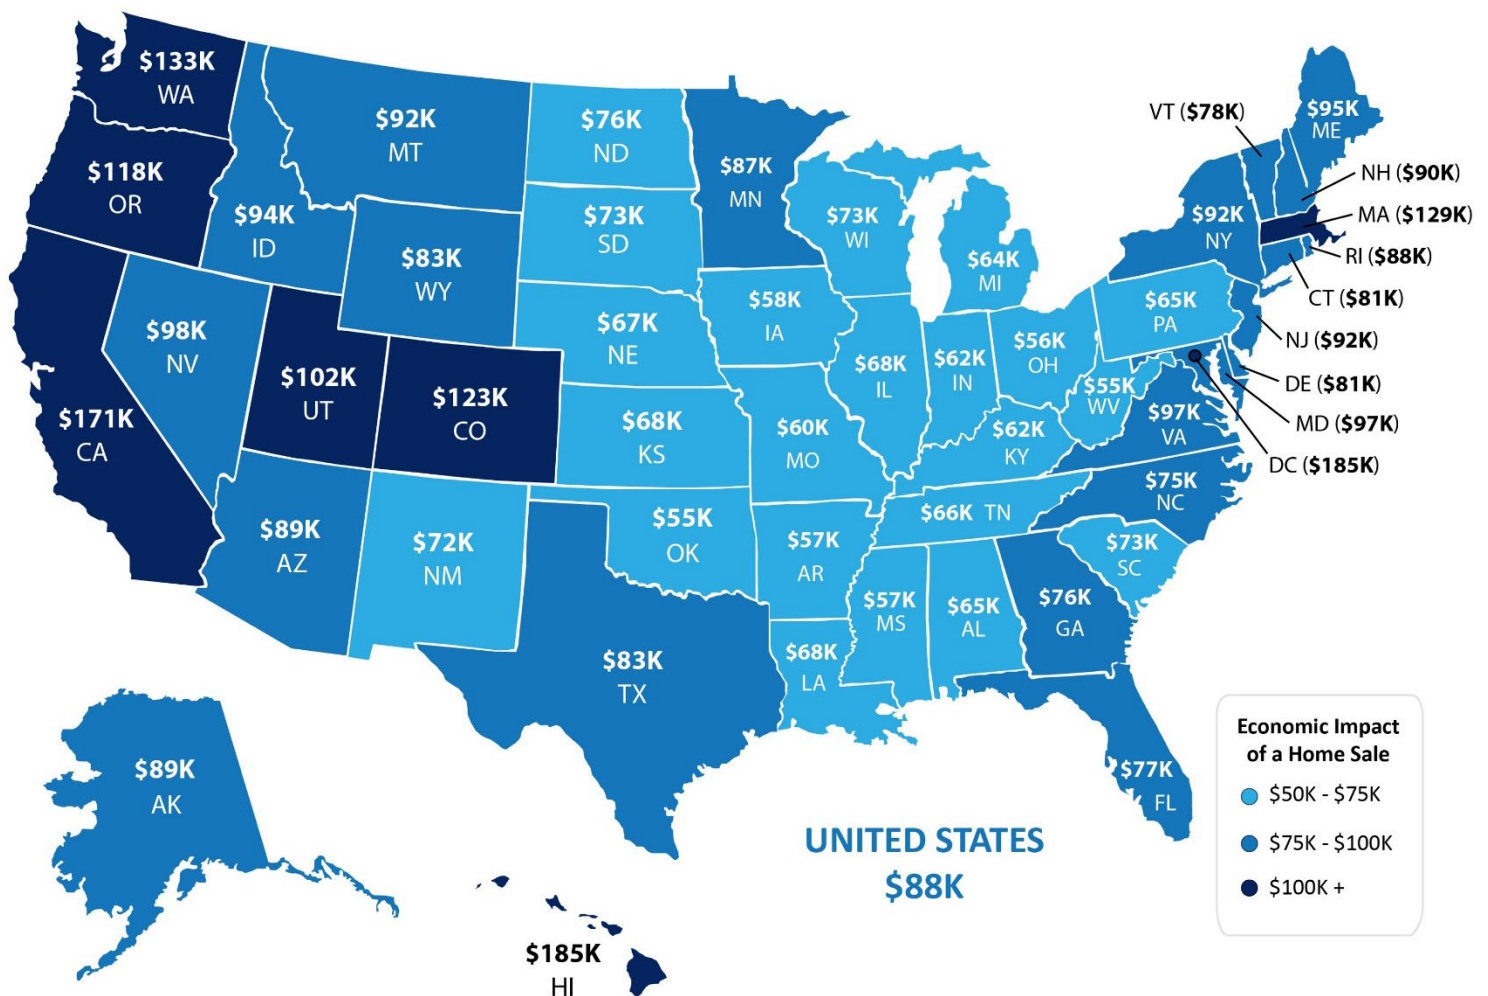 $133K
WA
$118K
OR
$171K
CA
$98K
NV
$94K
ID
$92K
MT
$83K
WY
$102K
UT
$123K
CO
$89K
AZ
$72K
NM
$76K
ND
$73K
SD
$67K
NE
$68K
KS
$55K
OK
$83K
TX
$87K
MN
$58K
IA
$60K
MO
$57K
AR
$68K
LA
$73K
WI
$68K
IL
$64K
MI
$62K
IN
$56K
OH
$62K
KY
$66K TN
$57K
MS
$65K
AL
$76K
GA
$77K
FL
$73K
SC
$75K
NC
$97K
VA
$55K
WV
$65K
PA
$92K
NY
$95K
ME
VT ($78K)
NH ($90K)
MA ($129K)
RI ($88K)
CT ($81K)
NJ ($92K)
DE ($81K)
MD ($97K)
DC ($185K)
$89K
AK
$185K
HI
UNITED STATES
$88K
Economic Impact
of a Home Sale
$50K - $75K
$75K - $100K
$100K +